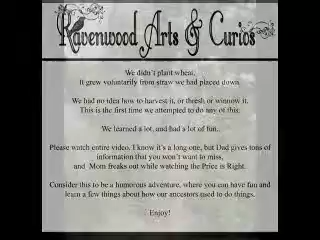 Ravenwood Arts & Curios
We didn't plant wheat.
It grew voluntarily from straw we had placed down.
We had no idea how to harvest it, or thresh or winnow it.
This is the first time we attempted to do any of this.
We learned a lot, and had a lot of fun..
Please watch entire video. I know it's a long one, but Dad gives tons of
information that you won't want to miss,
and Mom freaks out while watching the Price is Right.
Consider this to be a humorous adventure, where you can have fun and
learn a few things about how our ancestors used to do things.
Enjoy!